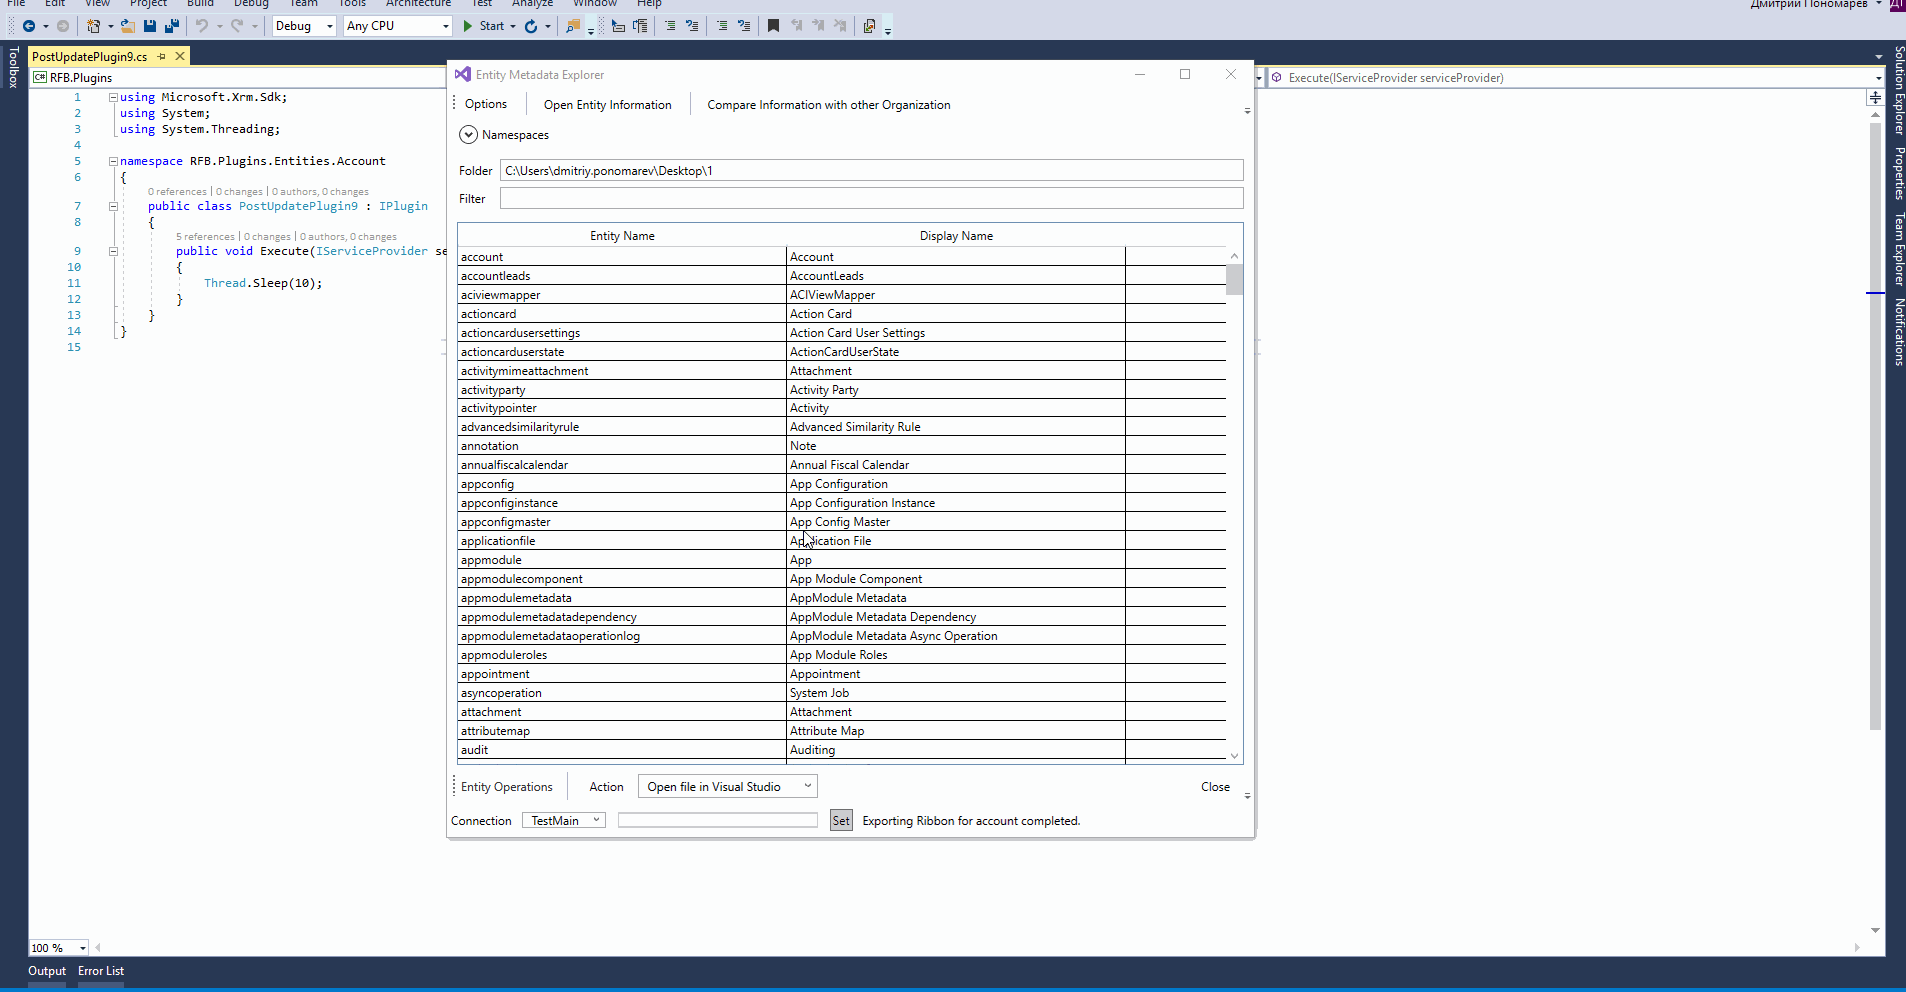 File Edit View Project Build Debug Team Tools Architecture Test Analyze Window Help
Дмитрий Пономарев
Debug Any CPU Start
PostUpdatePlugin9.cs
Toolbox
C# RFB.Plugins
Execute(IServiceProvider serviceProvider)
1 using Microsoft.Xrm.Sdk;
2 using System;
3 using System.Threading;
4
5 namespace RFB.Plugins.Entities.Account
6 {
0 references | 0 changes | 0 authors, 0 changes
7 public class PostUpdatePlugin9 : IPlugin
8 {
5 references | 0 changes | 0 authors, 0 changes
9 public void Execute(IServiceProvider se
10 {
11 Thread.Sleep(10);
12 }
13 }
14 }
15
Entity Metadata Explorer
Options Open Entity Information Compare Information with other Organization
Namespaces
Folder C:\Users\dmitriy.ponomarev\Desktop\1
Filter
Entity Name Display Name
account Account
accountleads AccountLeads
aciviewmapper ACIViewMapper
actioncard Action Card
actioncardusersettings Action Card User Settings
actioncarduserstate ActionCardUserState
activitymimeattachment Attachment
activityparty Activity Party
activitypointer Activity
advancedsimilarityrule Advanced Similarity Rule
annotation Note
annualfiscalcalendar Annual Fiscal Calendar
appconfig App Configuration
appconfiginstance App Configuration Instance
appconfigmaster App Config Master
applicationfile Application File
appmodule App
appmodulecomponent App Module Component
appmodulemetadata AppModule Metadata
appmodulemetadatadependency AppModule Metadata Dependency
appmodulemetadataoperationlog AppModule Metadata Async Operation
appmoduleroles App Module Roles
appointment Appointment
asyncoperation System Job
attachment Attachment
attributemap Attribute Map
audit Auditing
Entity Operations Action Open file in Visual Studio Close
Connection TestMain Set Exporting Ribbon for account completed.
Solution Explorer
Properties
Team Explorer
Notifications
100 %
Output Error List